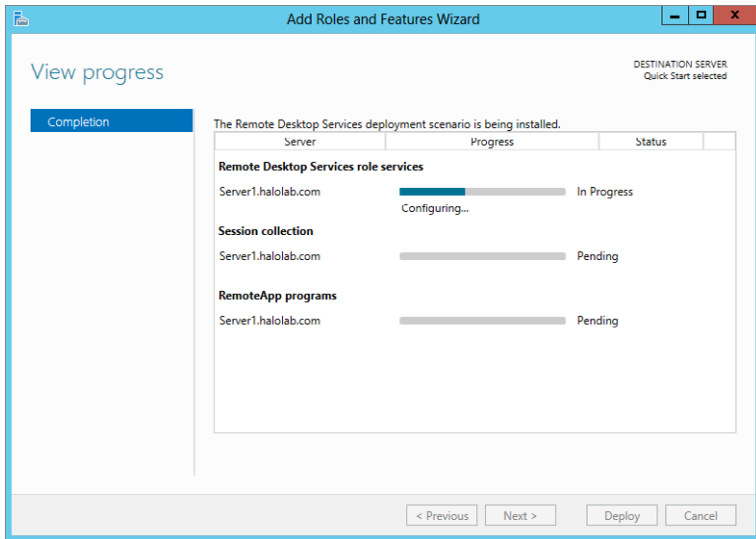 Add Roles and Features Wizard
View progress
DESTINATION SERVER
Quick Start selected
Completion
The Remote Desktop Services deployment scenario is being installed.
Server Progress Status
Remote Desktop Services role services
Server1.halolab.com In Progress
Configuring...
Session collection
Server1.halolab.com Pending
RemoteApp programs
Server1.halolab.com Pending
< Previous Next > Deploy Cancel